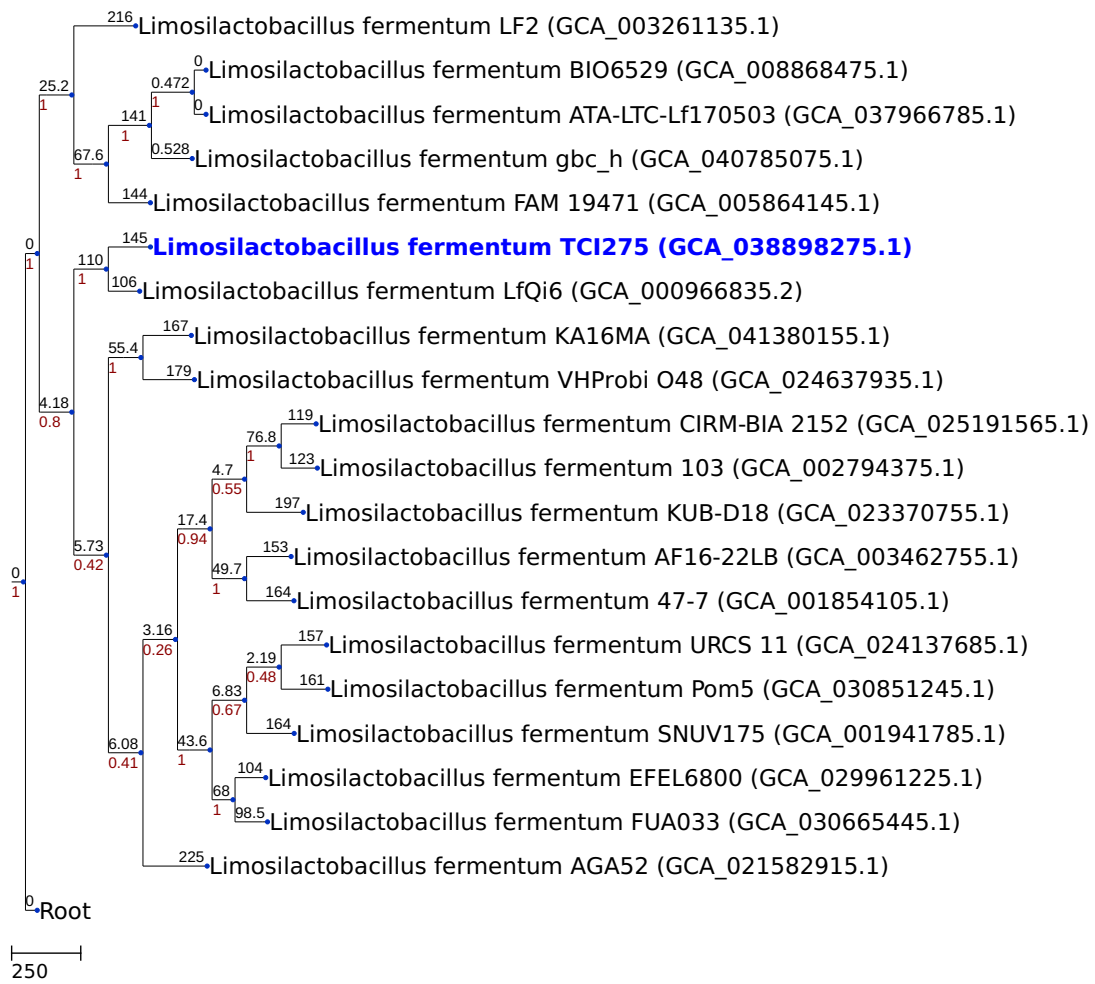 216
Limosilactobacillus fermentum LF2 (GCA_003261135.1)
0
Limosilactobacillus fermentum BIO6529 (GCA_008868475.1)
25.2
0.472
1
1
0
Limosilactobacillus fermentum ATA-LTC-Lf170503 (GCA_037966785.1)
141
1
0.528
Limosilactobacillus fermentum gbc_h (GCA_040785075.1)
67.6
1
144
Limosilactobacillus fermentum FAM 19471 (GCA_005864145.1)
0
1
145
Limosilactobacillus fermentum TCI275 (GCA_038898275.1)
110
1
106
Limosilactobacillus fermentum LfQi6 (GCA_000966835.2)
167
Limosilactobacillus fermentum KA16MA (GCA_041380155.1)
55.4
1
179
Limosilactobacillus fermentum VHProbi O48 (GCA_024637935.1)
4.18
0.8
119
Limosilactobacillus fermentum CIRM-BIA 2152 (GCA_025191565.1)
76.8
1
123
Limosilactobacillus fermentum 103 (GCA_002794375.1)
4.7
0.55
197
Limosilactobacillus fermentum KUB-D18 (GCA_023370755.1)
17.4
0.94
153
Limosilactobacillus fermentum AF16-22LB (GCA_003462755.1)
5.73
0.42
49.7
1
164
Limosilactobacillus fermentum 47-7 (GCA_001854105.1)
0
1
3.16
0.26
157
Limosilactobacillus fermentum URCS 11 (GCA_024137685.1)
2.19
0.48
161
Limosilactobacillus fermentum Pom5 (GCA_030851245.1)
6.83
0.67
164
Limosilactobacillus fermentum SNUV175 (GCA_001941785.1)
6.08
0.41
43.6
1
104
Limosilactobacillus fermentum EFEL6800 (GCA_029961225.1)
68
1
98.5
Limosilactobacillus fermentum FUA033 (GCA_030665445.1)
225
Limosilactobacillus fermentum AGA52 (GCA_021582915.1)
0
Root
250